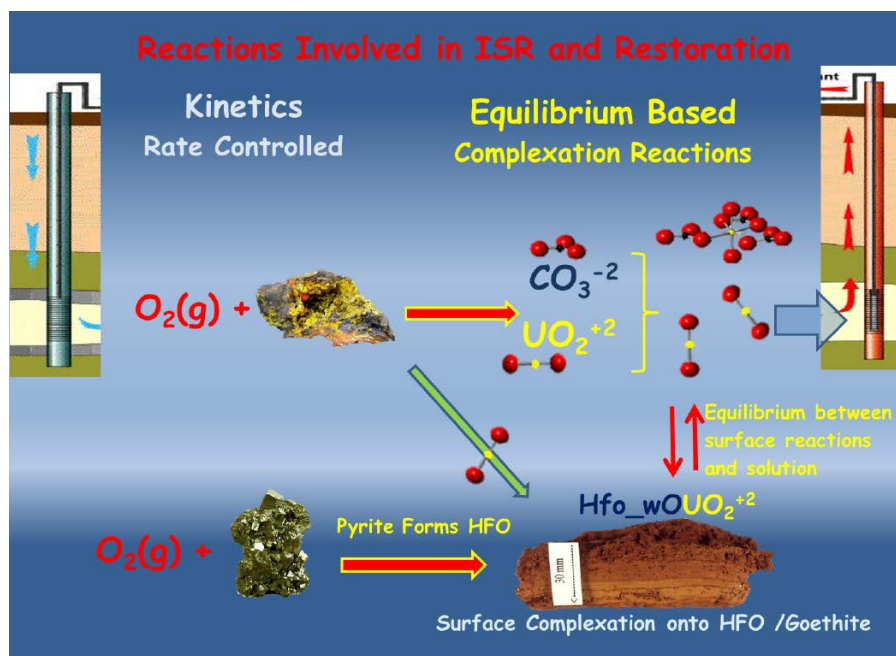 Reactions Involved in ISR and Restoration
Kinetics
Rate Controlled
Equilibrium Based
Complexation Reactions
ant
O₂(g) +
CO₃⁻²
UO₂⁺²
Equilibrium between
surface reactions
and solution
Hfo_wOUO₂⁺²
Pyrite Forms HFO
O₂(g) +
30 mm
Surface Complexation onto HFO /Goethite